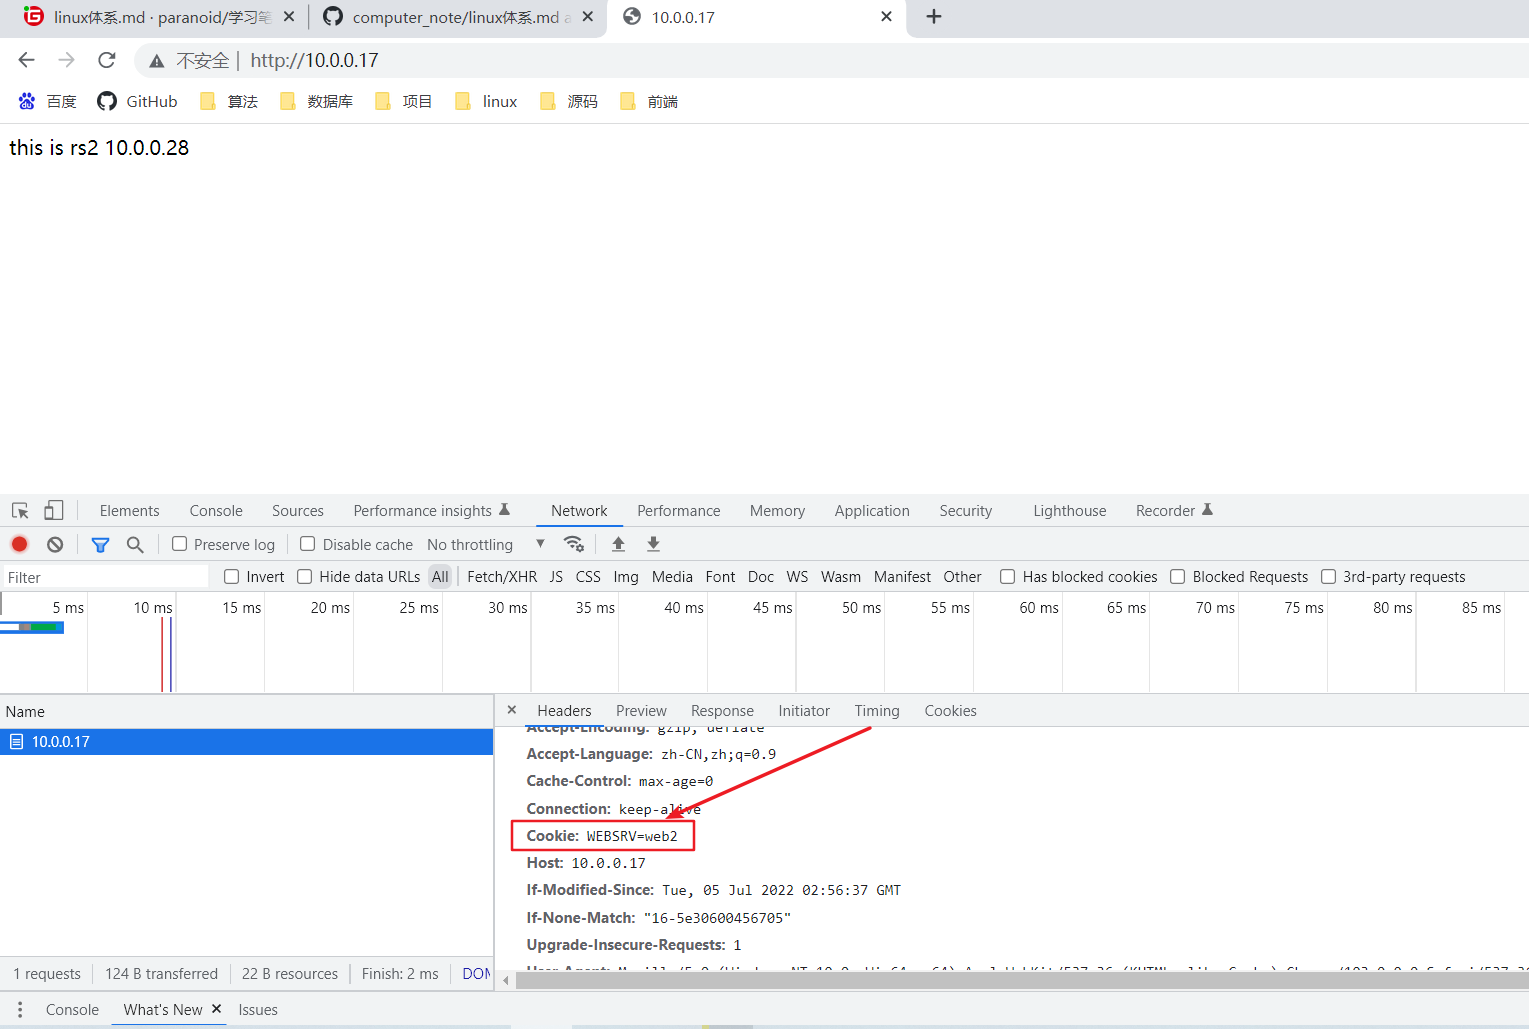 linux体系.md · paranoid/学习笔
computer_note/linux体系.md a
10.0.0.17
不安全 | http://10.0.0.17
百度 GitHub 算法 数据库 项目 linux 源码 前端
this is rs2 10.0.0.28
Elements Console Sources Performance insights Network Performance Memory Application Security Lighthouse Recorder
Preserve log Disable cache No throttling
Filter Invert Hide data URLs All Fetch/XHR JS CSS Img Media Font Doc WS Wasm Manifest Other Has blocked cookies Blocked Requests 3rd-party requests
5 ms 10 ms 15 ms 20 ms 25 ms 30 ms 35 ms 40 ms 45 ms 50 ms 55 ms 60 ms 65 ms 70 ms 75 ms 80 ms 85 ms
Name
10.0.0.17
Headers Preview Response Initiator Timing Cookies
Accept-Encoding: gzip, deflate
Accept-Language: zh-CN,zh;q=0.9
Cache-Control: max-age=0
Connection: keep-alive
Cookie: WEBSRV=web2
Host: 10.0.0.17
If-Modified-Since: Tue, 05 Jul 2022 02:56:37 GMT
If-None-Match: "16-5e30600456705"
Upgrade-Insecure-Requests: 1
1 requests 124 B transferred 22 B resources Finish: 2 ms DOM
Console What's New Issues